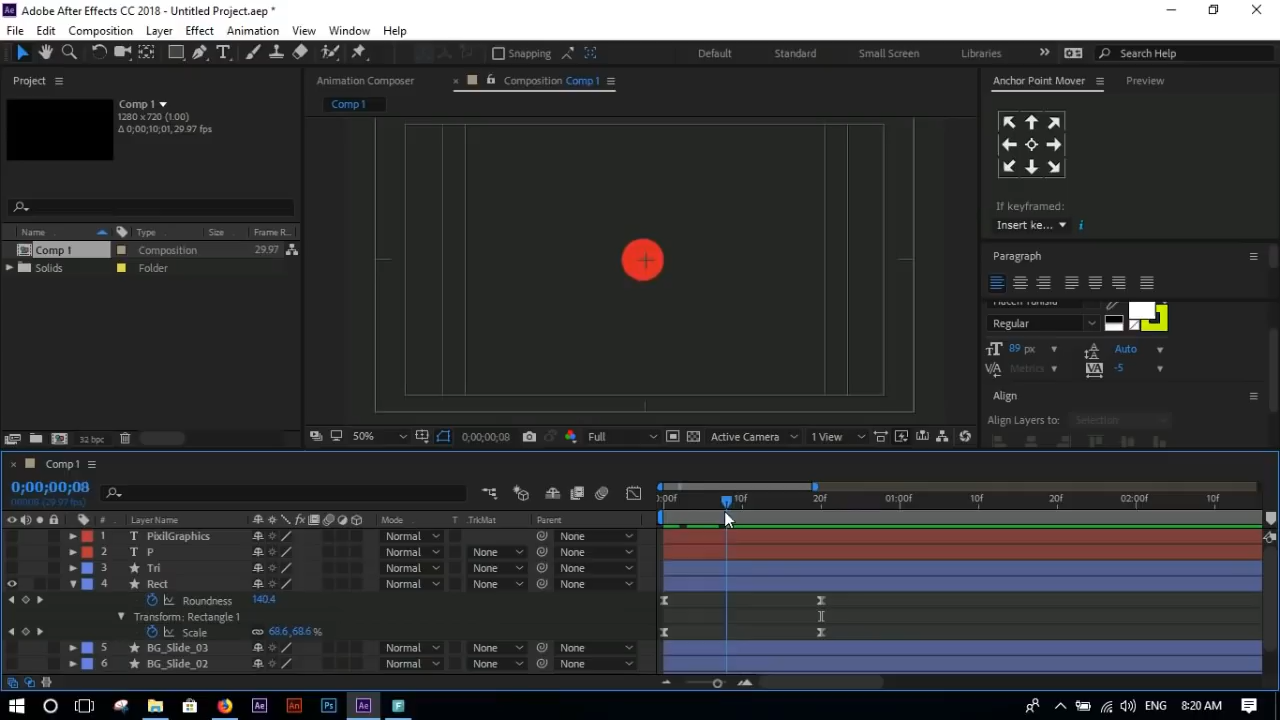 Adobe After Effects CC 2018 - Untitled Project.aep *
File Edit Composition Layer Effect Animation View Window Help
Snapping
Default Standard Small Screen Libraries
Search Help
Project
Animation Composer
Composition Comp 1
Anchor Point Mover
Preview
Comp 1
1280 x 720 (1.00)
Δ 0;00;10;01, 29.97 fps
Comp 1
If keyframed:
Insert ke...
Name Type Size Frame R...
Comp 1 Composition 29.97
Solids Folder
Paragraph
Regular
89 px Auto
Metrics -5
Align
Align Layers to: Selection
32 bpc
50% 0;00;00;08 Full Active Camera 1 View
Comp 1
0;00;00;08
00008 (29.97 fps)
:00f 10f 20f 01:00f 10f 20f 02:00f 10f
# Layer Name Mode T .TrkMat Parent
1 T PixilGraphics Normal None
2 T P Normal None None
3 Tri Normal None None
4 Rect Normal None None
Roundness 140.4
Transform: Rectangle 1
Scale 68.6,68.6 %
5 BG_Slide_03 Normal None None
6 BG_Slide_02 Normal None None
ENG 8:20 AM